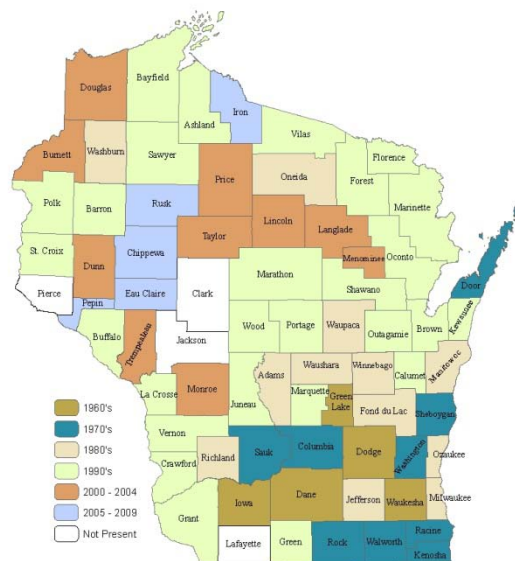 Douglas
Bayfield
Iron
Ashland
Vilas
Burnett
Washburn
Sawyer
Price
Oneida
Florence
Forest
Marinette
Polk
Barron
Rusk
Lincoln
Langlade
Taylor
Oconto
Menominee
St. Croix
Dunn
Chippewa
Marathon
Shawano
Door
Pierce
Pepin
Eau Claire
Clark
Kewaunee
Buffalo
Trempealeau
Jackson
Wood
Portage
Waupaca
Outagamie
Brown
Manitowoc
Adams
Waushara
Winnebago
Calumet
La Crosse
Monroe
Juneau
Marquette
Green
Lake
Fond du Lac
Sheboygan
Vernon
Richland
Sauk
Columbia
Dodge
Washington
Ozaukee
Crawford
Iowa
Dane
Jefferson
Waukesha
Milwaukee
Grant
Lafayette
Green
Rock
Walworth
Racine
Kenosha
1960's
1970's
1980's
1990's
2000 - 2004
2005 - 2009
Not Present